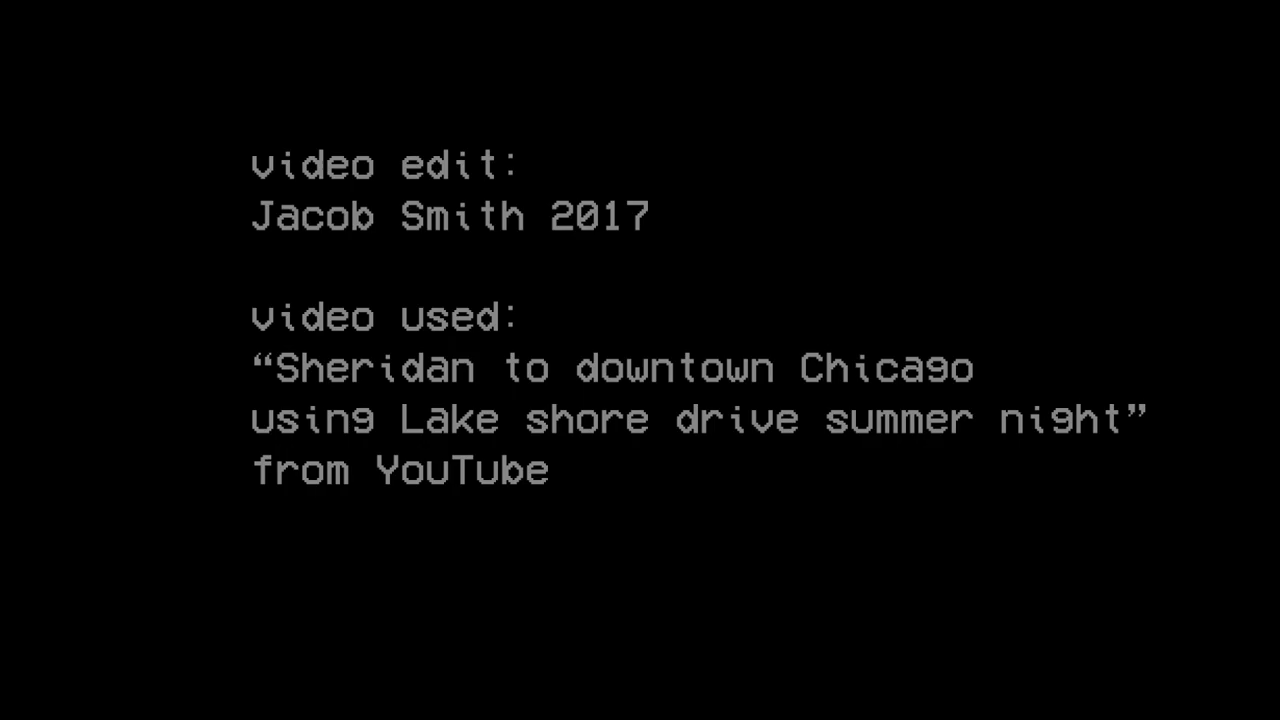 video edit:
Jacob Smith 2017
video used:
“Sheridan to downtown Chicago
using Lake shore drive summer night”
from YouTube